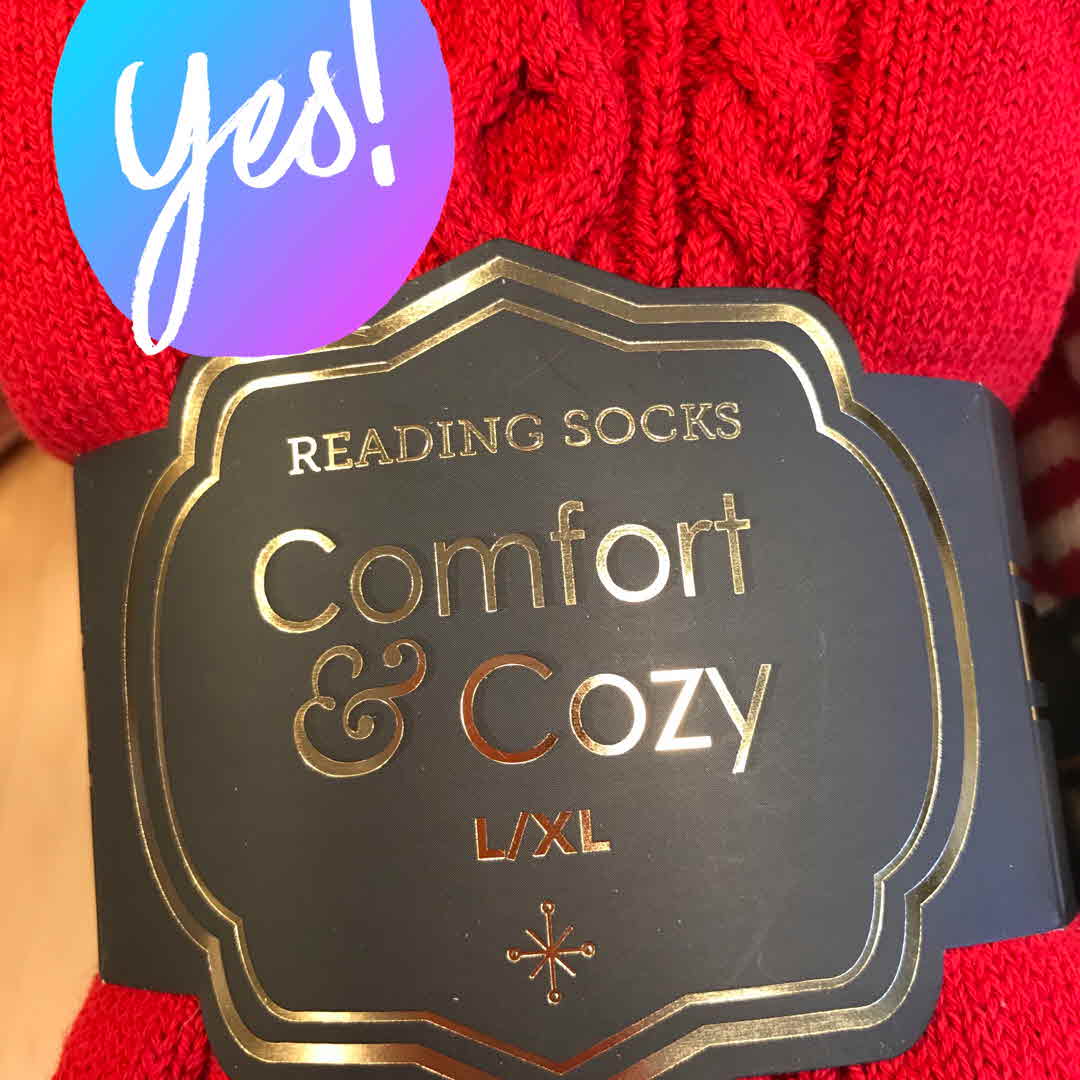 yes!
READING SOCKS
Comfort
& Cozy
L/XL